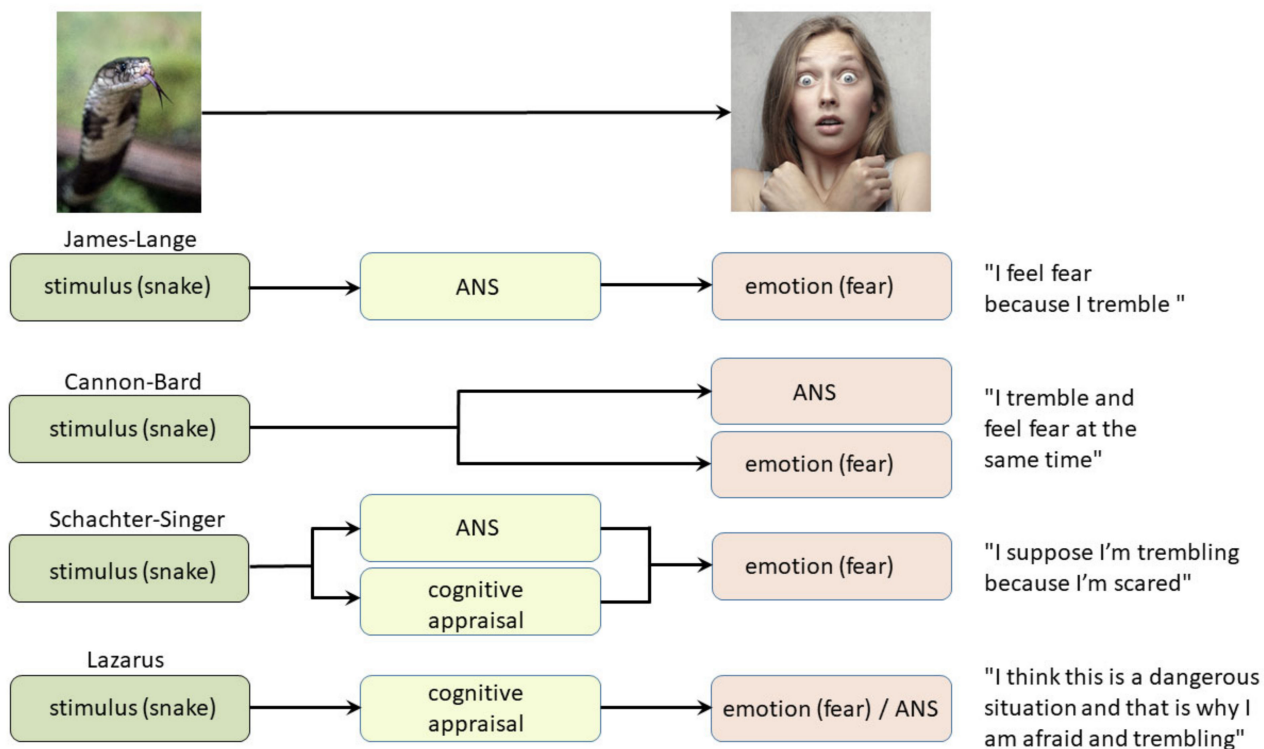 James-Lange
stimulus (snake)
ANS
emotion (fear)
"I feel fear
because I tremble "
Cannon-Bard
stimulus (snake)
ANS
emotion (fear)
"I tremble and
feel fear at the
same time"
Schachter-Singer
stimulus (snake)
ANS
cognitive
appraisal
emotion (fear)
"I suppose I’m trembling
because I’m scared"
Lazarus
stimulus (snake)
cognitive
appraisal
emotion (fear) / ANS
"I think this is a dangerous
situation and that is why I
am afraid and trembling"